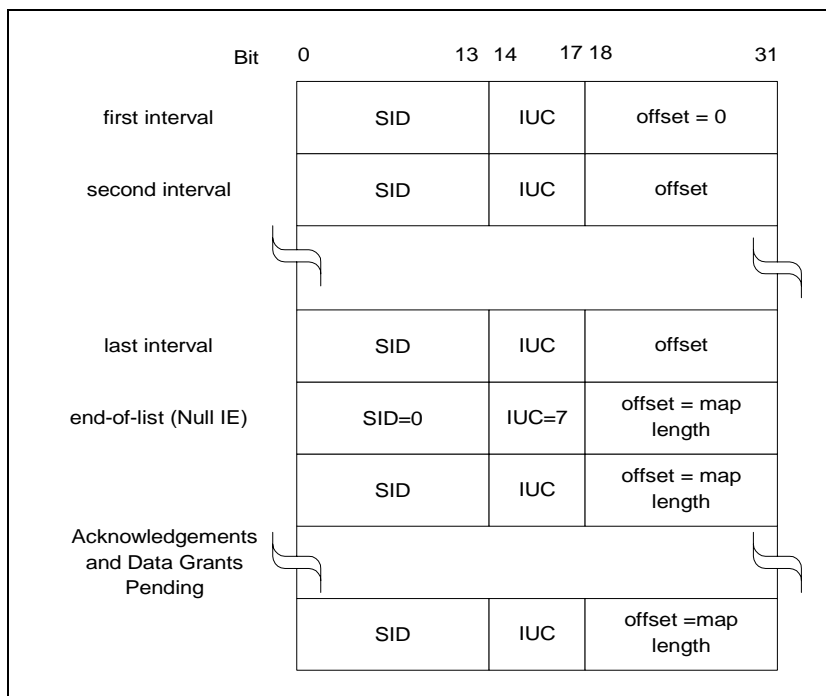 Bit 0 13 14 17 18 31
first interval SID IUC offset = 0
second interval SID IUC offset
last interval SID IUC offset
end-of-list (Null IE) SID=0 IUC=7 offset = map
length
SID IUC offset = map
length
Acknowledgements
and Data Grants
Pending
SID IUC offset =map
length